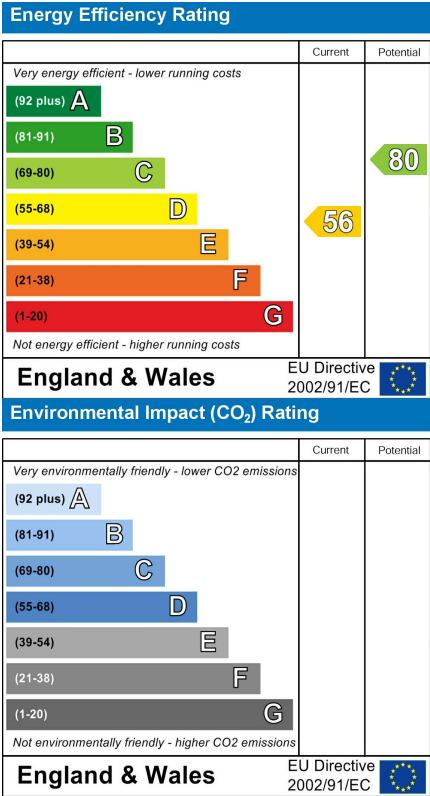 Energy Efficiency Rating
Current Potential
Very energy efficient - lower running costs
(92 plus) A
(81-91) B
(69-80) C
80
(55-68) D
56
(39-54) E
(21-38) F
(1-20) G
Not energy efficient - higher running costs
England & Wales
EU Directive
2002/91/EC
Environmental Impact (CO₂) Rating
Current Potential
Very environmentally friendly - lower CO2 emissions
(92 plus) A
(81-91) B
(69-80) C
(55-68) D
(39-54) E
(21-38) F
(1-20) G
Not environmentally friendly - higher CO2 emissions
England & Wales
EU Directive
2002/91/EC